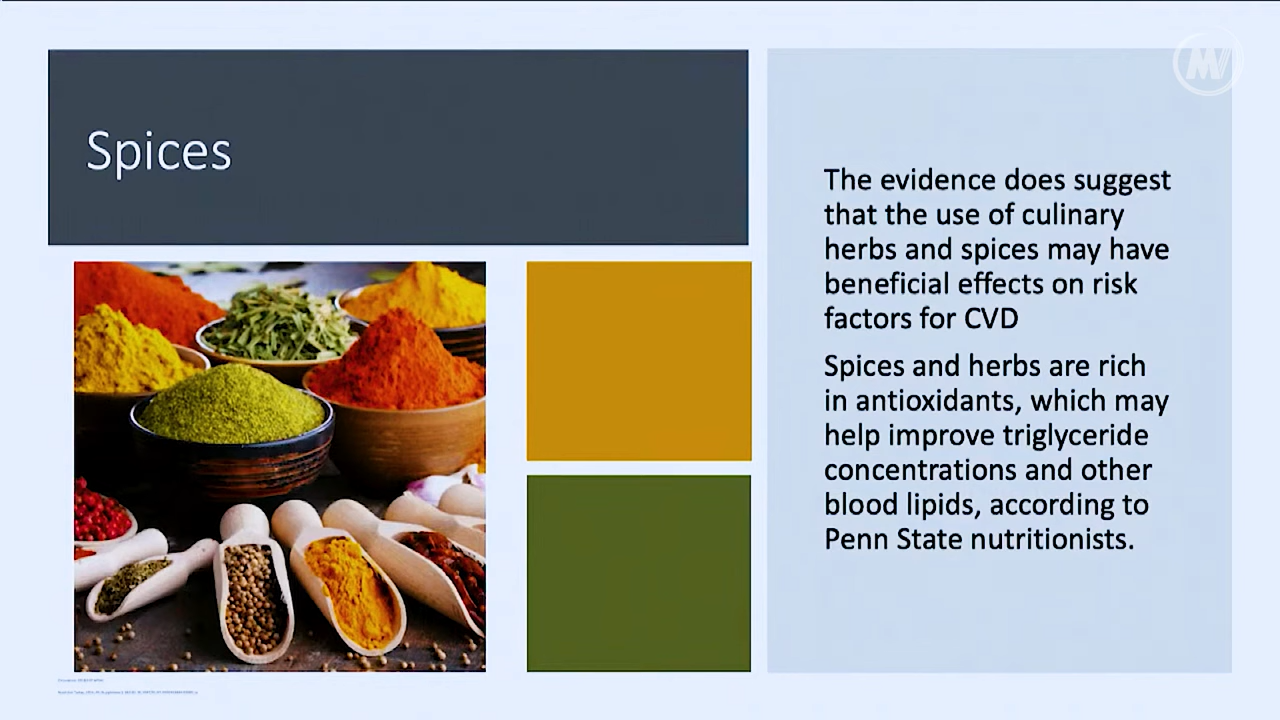 Spices
The evidence does suggest
that the use of culinary
herbs and spices may have
beneficial effects on risk
factors for CVD
Spices and herbs are rich
in antioxidants, which may
help improve triglyceride
concentrations and other
blood lipids, according to
Penn State nutritionists.